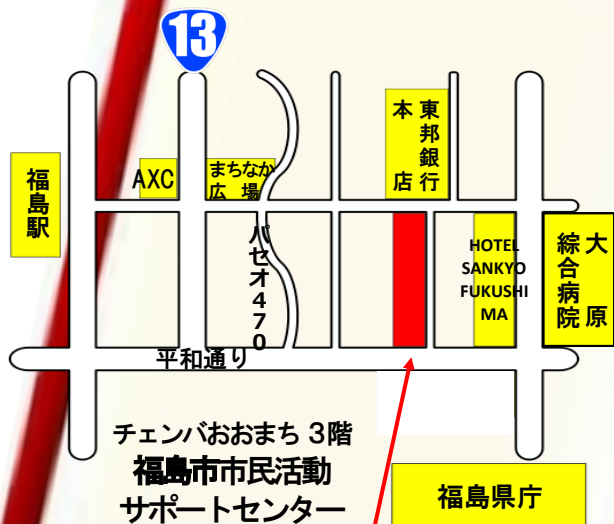 13
福島駅
AXC
まちなか
広場
パセオ470
東邦銀行
本店
HOTEL
SANKYO
FUKUSHI
MA
大原
綜合病院
平和通り
チェンバおおまち 3階
福島市市民活動
サポートセンター
福島県庁